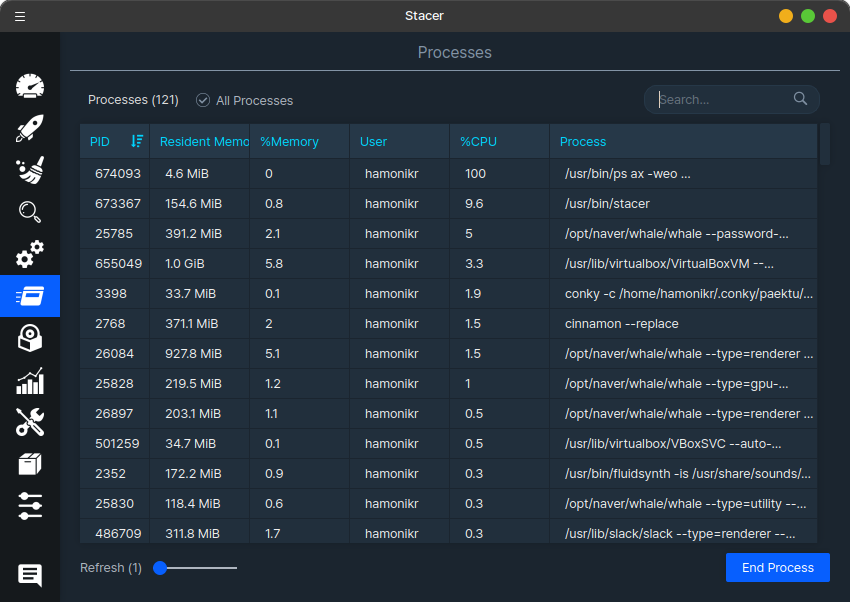 Stacer
Processes
Processes (121) All Processes Search...
PID Resident Memo %Memory User %CPU Process
674093 4.6 MiB 0 hamonikr 100 /usr/bin/ps ax -weo ...
673367 154.6 MiB 0.8 hamonikr 9.6 /usr/bin/stacer
25785 391.2 MiB 2.1 hamonikr 5 /opt/naver/whale/whale --password-...
655049 1.0 GiB 5.8 hamonikr 3.3 /usr/lib/virtualbox/VirtualBoxVM --...
3398 33.7 MiB 0.1 hamonikr 1.9 conky -c /home/hamonikr/.conky/paektu/...
2768 371.1 MiB 2 hamonikr 1.5 cinnamon --replace
26084 927.8 MiB 5.1 hamonikr 1.5 /opt/naver/whale/whale --type=renderer ...
25828 219.5 MiB 1.2 hamonikr 1 /opt/naver/whale/whale --type=gpu-...
26897 203.1 MiB 1.1 hamonikr 0.5 /opt/naver/whale/whale --type=renderer ...
501259 34.7 MiB 0.1 hamonikr 0.5 /usr/lib/virtualbox/VBoxSVC --auto-...
2352 172.2 MiB 0.9 hamonikr 0.3 /usr/bin/fluidsynth -is /usr/share/sounds/...
25830 118.4 MiB 0.6 hamonikr 0.3 /opt/naver/whale/whale --type=utility --...
486709 311.8 MiB 1.7 hamonikr 0.3 /usr/lib/slack/slack --type=renderer --...
Refresh (1) End Process